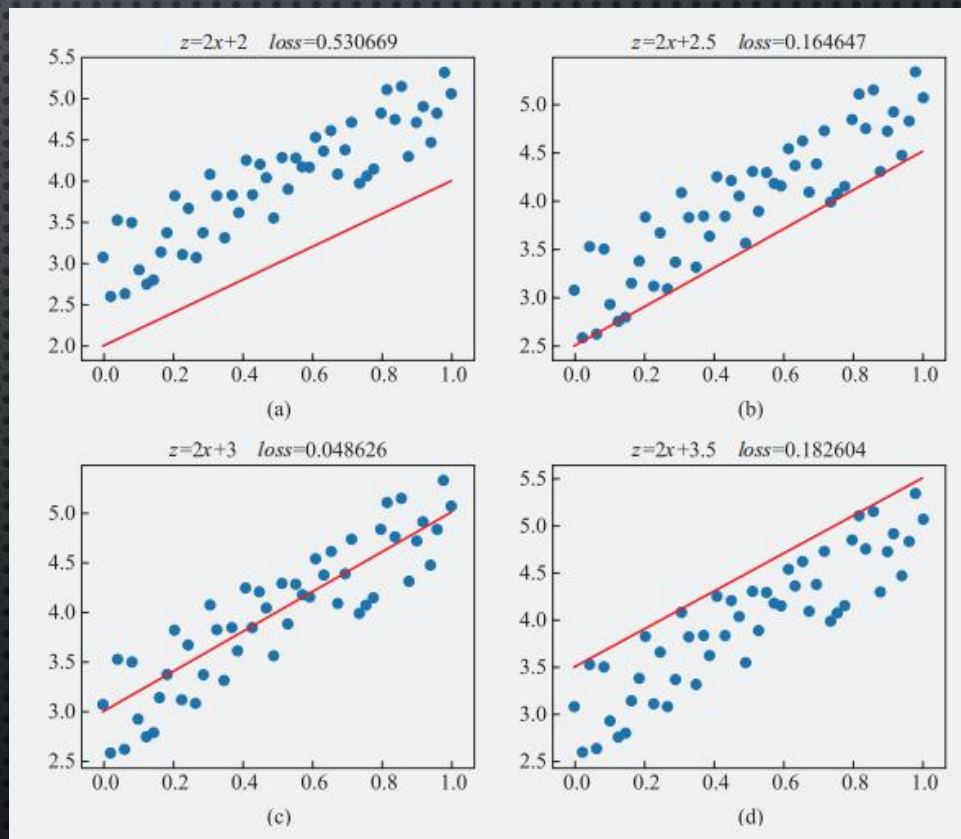 z=2x+2 loss=0.530669
5.5
5.0
4.5
4.0
3.5
3.0
2.5
2.0
0.0 0.2 0.4 0.6 0.8 1.0
(a)
z=2x+2.5 loss=0.164647
5.0
4.5
4.0
3.5
3.0
2.5
0.0 0.2 0.4 0.6 0.8 1.0
(b)
z=2x+3 loss=0.048626
5.0
4.5
4.0
3.5
3.0
2.5
0.0 0.2 0.4 0.6 0.8 1.0
(c)
z=2x+3.5 loss=0.182604
5.5
5.0
4.5
4.0
3.5
3.0
2.5
0.0 0.2 0.4 0.6 0.8 1.0
(d)